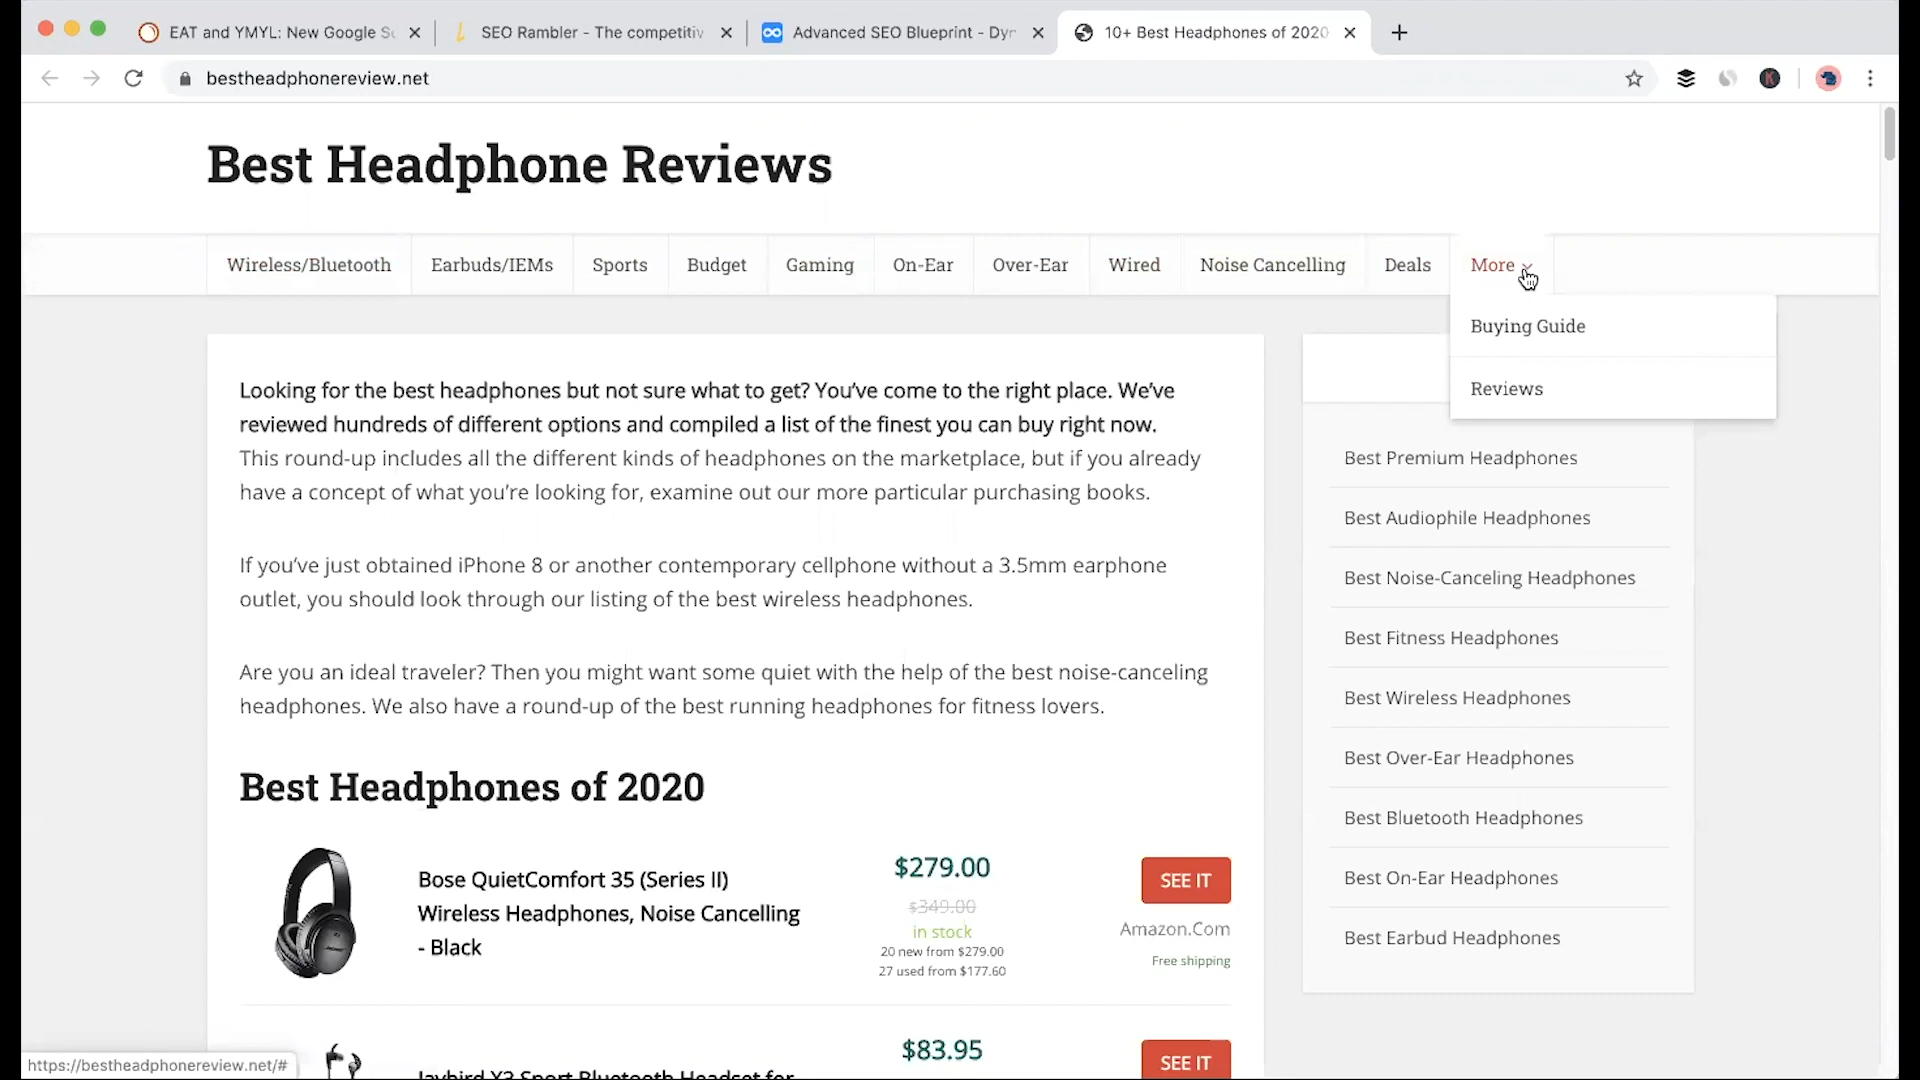 EAT and YMYL: New Google
SEO Rambler - The competitiv
Advanced SEO Blueprint - Dyn
10+ Best Headphones of 2020
bestheadphonereview.net
K
Best Headphone Reviews
Wireless/Bluetooth
Earbuds/IEMs
Sports
Budget
Gaming
On-Ear
Over-Ear
Wired
Noise Cancelling
Deals
More
Buying Guide
Reviews
Looking for the best headphones but not sure what to get? You’ve come to the right place. We’ve
reviewed hundreds of different options and compiled a list of the finest you can buy right now.
This round-up includes all the different kinds of headphones on the marketplace, but if you already
have a concept of what you’re looking for, examine out our more particular purchasing books.
If you’ve just obtained iPhone 8 or another contemporary cellphone without a 3.5mm earphone
outlet, you should look through our listing of the best wireless headphones.
Are you an ideal traveler? Then you might want some quiet with the help of the best noise-canceling
headphones. We also have a round-up of the best running headphones for fitness lovers.
Best Headphones of 2020
Bose QuietComfort 35 (Series II)
Wireless Headphones, Noise Cancelling
- Black
$279.00
$349.00
in stock
20 new from $279.00
27 used from $177.60
SEE IT
Amazon.Com
Free shipping
Jaybird X3 Sport Bluetooth Headset for
$83.95
SEE IT
Best Premium Headphones
Best Audiophile Headphones
Best Noise-Canceling Headphones
Best Fitness Headphones
Best Wireless Headphones
Best Over-Ear Headphones
Best Bluetooth Headphones
Best On-Ear Headphones
Best Earbud Headphones
https://bestheadphonereview.net/#